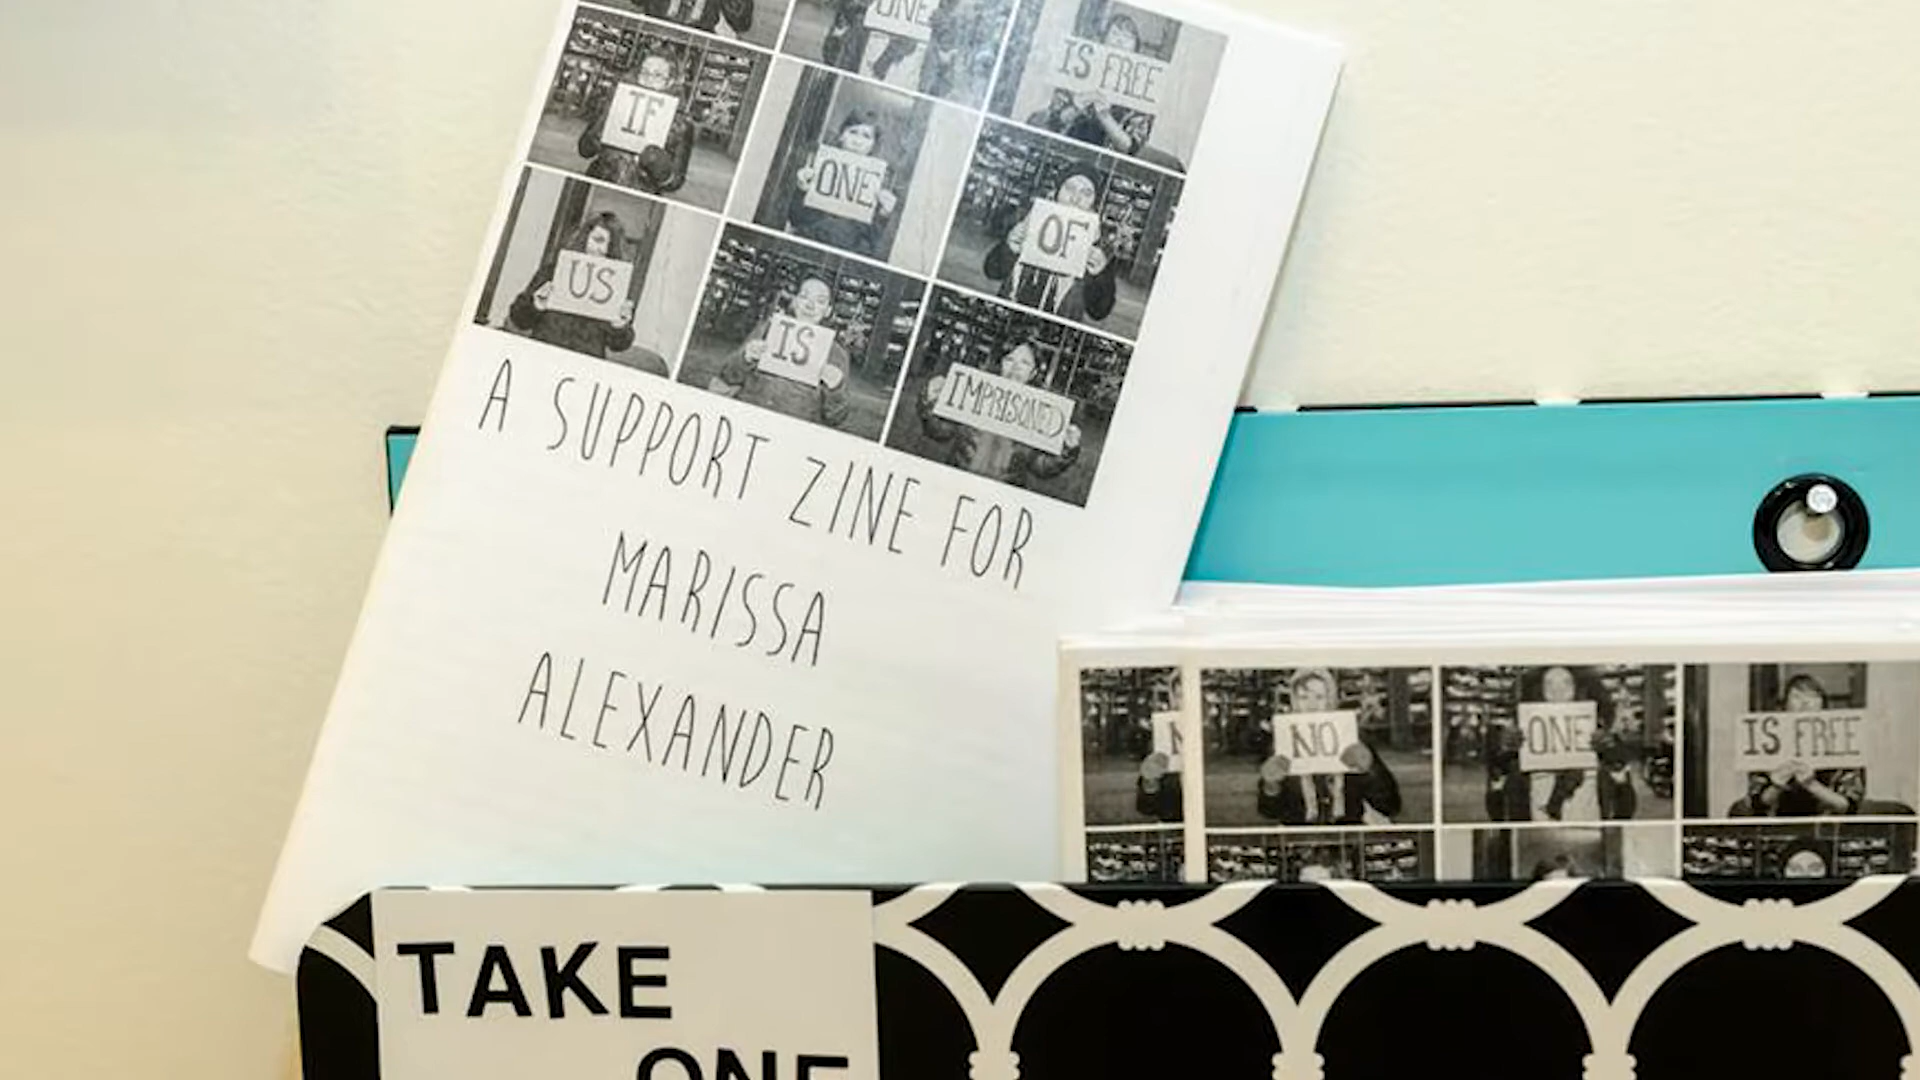 ONE
IS FREE
IF
ONE
OF
US
IS
IMPRISONED
A SUPPORT ZINE FOR
MARISSA
ALEXANDER
NO
ONE
IS FREE
TAKE
ONE